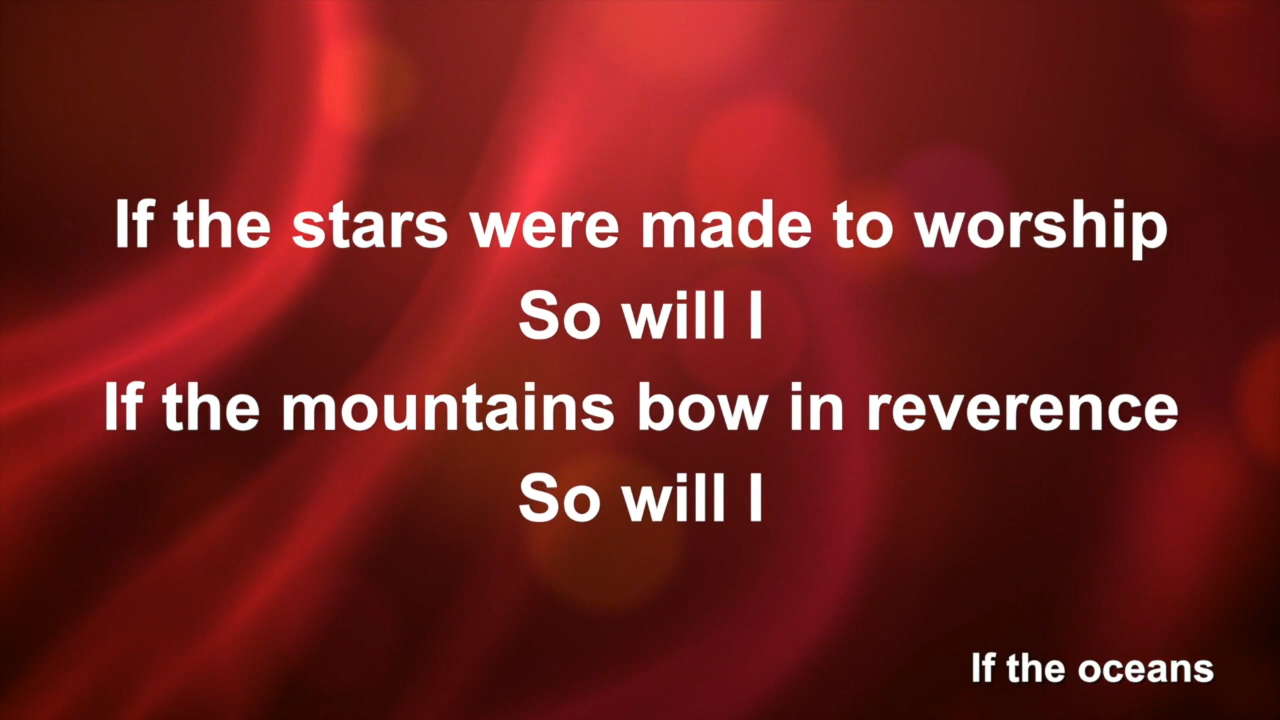 If the stars were made to worship
So will I
If the mountains bow in reverence
So will I
If the oceans